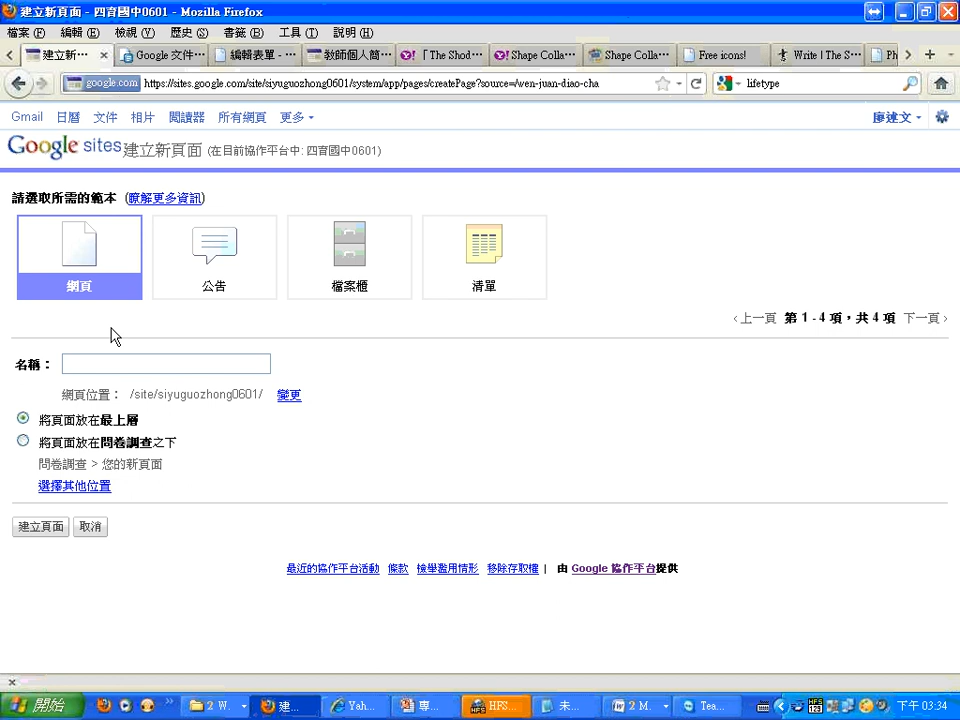 建立新頁面 - 四育國中0601 - Mozilla Firefox
檔案(F) 編輯(E) 檢視(V) 歷史(S) 書籤(B) 工具(T) 說明(H)
建立新… Google 文件… 編輯表單 - … 教師個人簡… 「The Shod… Shape Colla… Shape Colla… Free icons! Write | The S… Ph
google.com https://sites.google.com/site/siyuguozhong0601/system/app/pages/createPage?source=/wen-juan-diao-cha lifetype
Gmail 日曆 文件 相片 閱讀器 所有網頁 更多 廖建文
Google sites 建立新頁面 (在目前協作平台中: 四育國中0601)
請選取所需的範本 (瞭解更多資訊)
網頁 公告 檔案櫃 清單
‹ 上一頁 第 1 - 4 項,共 4 項 下一頁 ›
名稱:
網頁位置: /site/siyuguozhong0601/ 變更
將頁面放在最上層
將頁面放在問卷調查之下
問卷調查 > 您的新頁面
選擇其他位置
建立頁面 取消
最近的協作平台活動 條款 檢舉濫用情形 移除存取權 | 由 Google 協作平台提供
開始 2 W. 建... Yah... 專... HFS... 未... 2 M. Tea... 下午 03:34